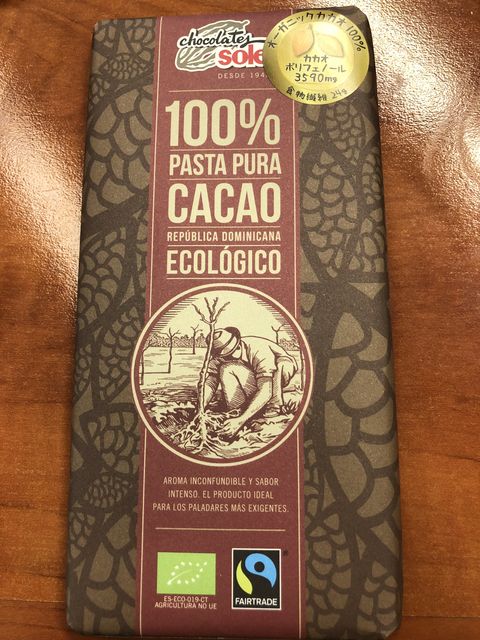 chocolates
sole
DESDE 194
オーガニックカカオ100%
カカオ
ポリフェノール
3590mg
食物繊維 24g
100%
PASTA PURA
CACAO
REPÚBLICA DOMINICANA
ECOLÓGICO
AROMA INCONFUNDIBLE Y SABOR
INTENSO. EL PRODUCTO IDEAL
PARA LOS PALADARES MÁS EXIGENTES.
ES-ECO-019-CT
AGRICULTURA NO UE
FAIRTRADE